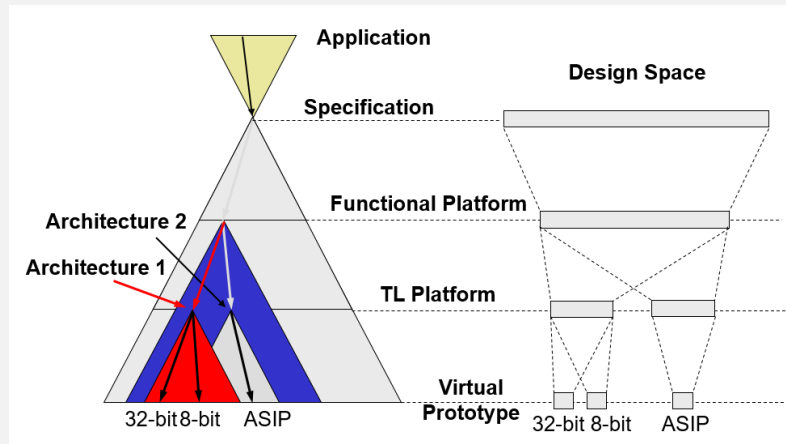 Application
Design Space
Specification
Functional Platform
Architecture 2
Architecture 1
TL Platform
Virtual
Prototype
32-bit 8-bit ASIP
32-bit 8-bit ASIP